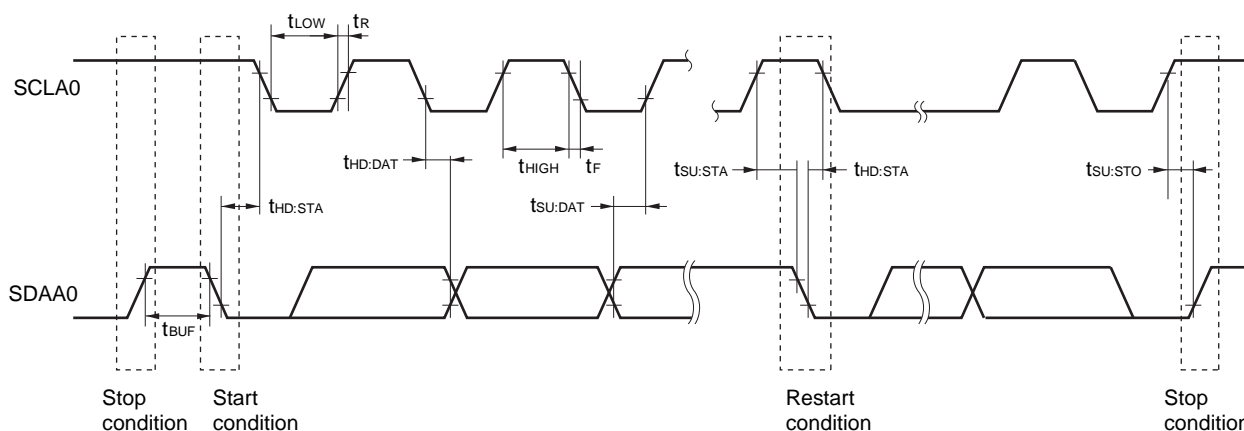 tLOW tR
SCLA0
tHD:DAT tHIGH tF tSU:STA tHD:STA tSU:STO
tHD:STA tSU:DAT
SDAA0
tBUF
Stop condition
Start condition
Restart condition
Stop condition